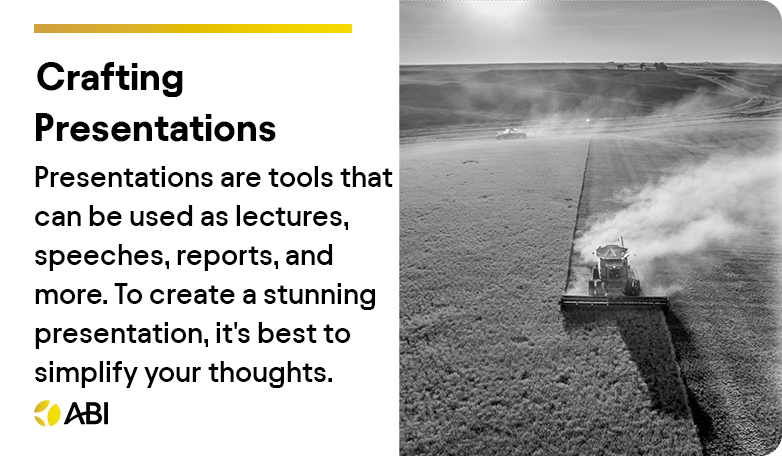 Crafting
Presentations
Presentations are tools that
can be used as lectures,
speeches, reports, and
more. To create a stunning
presentation, it's best to
simplify your thoughts.
ABI